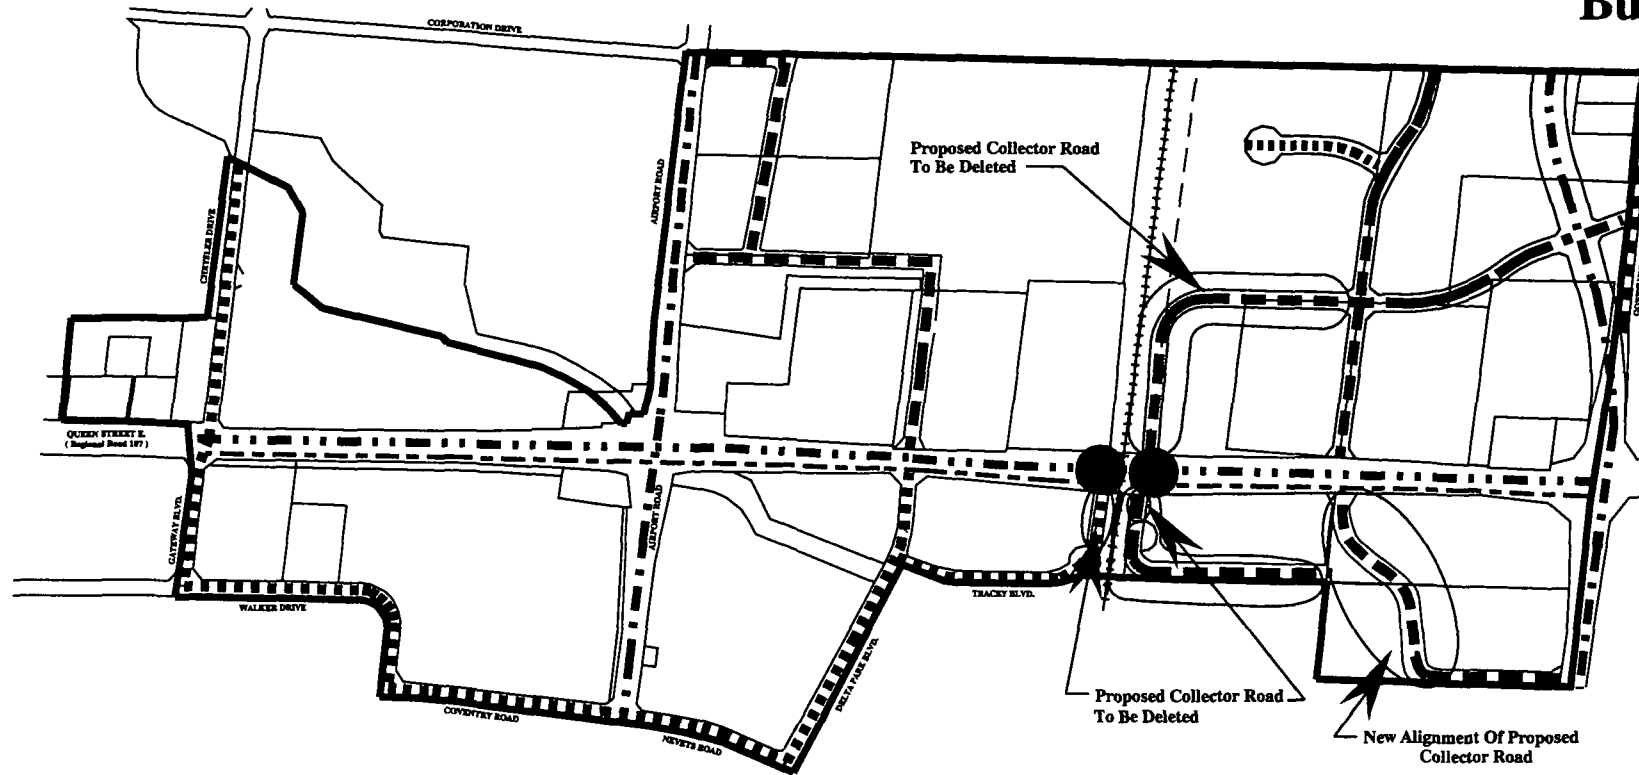 Bu
CORPORATION DRIVE
Proposed Collector Road
To Be Deleted
AIRPORT ROAD
CHRYSLER DRIVE
QUEEN STREET E.
( Regional Road 107 )
GATEWAY BLVD.
AIRPORT ROAD
WALKER DRIVE
TRACEY BLVD.
DELTA PARK BLVD.
COVENTRY ROAD
NEVETS ROAD
Proposed Collector Road
To Be Deleted
New Alignment Of Proposed
Collector Road